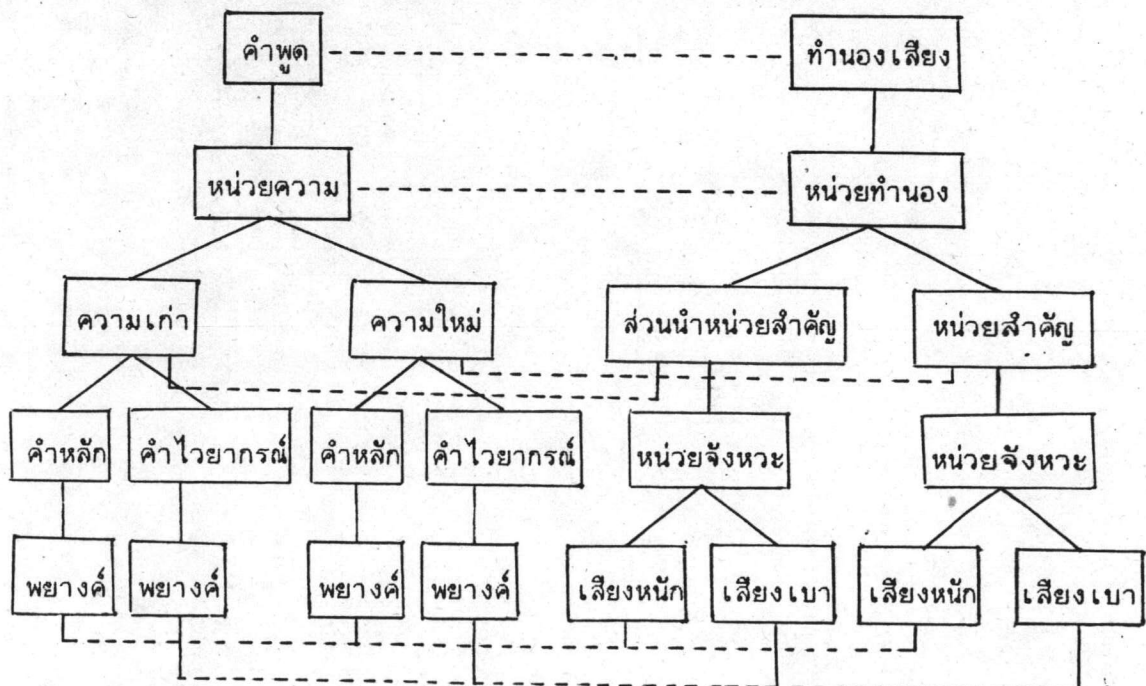 คำพูด ทำนองเสียง
หน่วยความ หน่วยทำนอง
ความเก่า ความใหม่ ส่วนนำหน่วยสำคัญ หน่วยสำคัญ
คำหลัก คำไวยากรณ์ คำหลัก คำไวยากรณ์ หน่วยจังหวะ หน่วยจังหวะ
พยางค์ พยางค์ พยางค์ พยางค์ เสียงหนัก เสียงเบา เสียงหนัก เสียงเบา